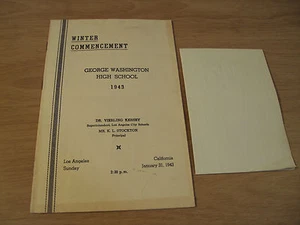 WINTER
COMMENCEMENT
GEORGE WASHINGTON
HIGH SCHOOL
1943
DR. VIERLING KERSEY
Superintendent, Los Angeles City Schools
MR. E. L. STOCKTON
Principal
Los Angeles California
Sunday January 31, 1943
2:30 p.m.